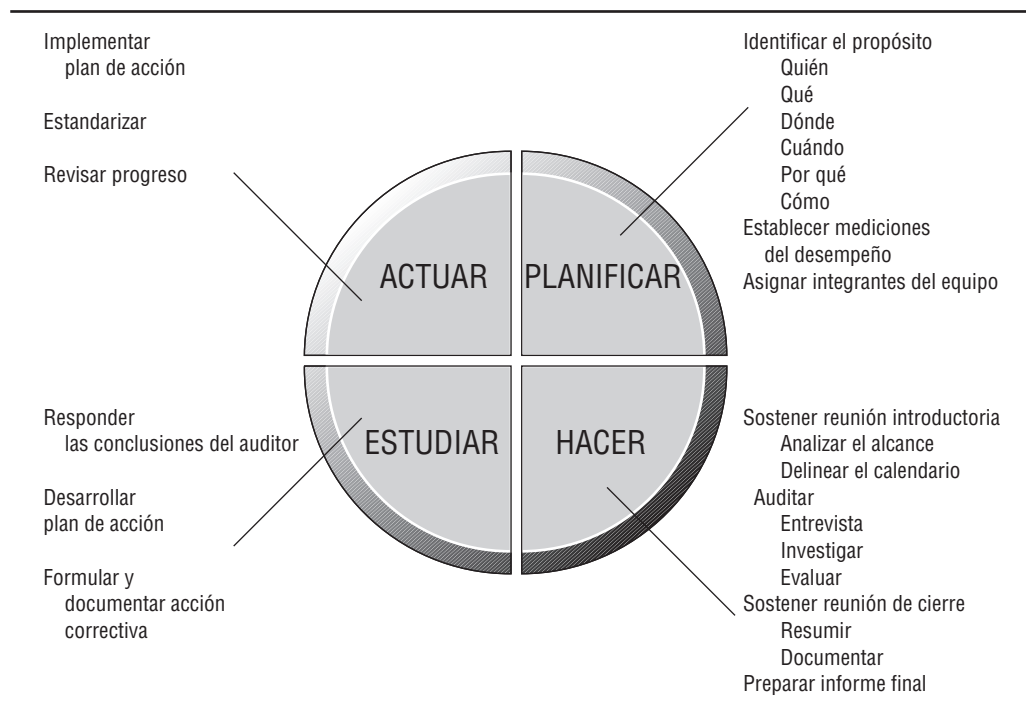 Implementar
plan de acción
Estandarizar
Revisar progreso
Identificar el propósito
Quién
Qué
Dónde
Cuándo
Por qué
Cómo
Establecer mediciones
del desempeño
Asignar integrantes del equipo
ACTUAR
PLANIFICAR
ESTUDIAR
HACER
Responder
las conclusiones del auditor
Desarrollar
plan de acción
Formular y
documentar acción
correctiva
Sostener reunión introductoria
Analizar el alcance
Delinear el calendario
Auditar
Entrevista
Investigar
Evaluar
Sostener reunión de cierre
Resumir
Documentar
Preparar informe final